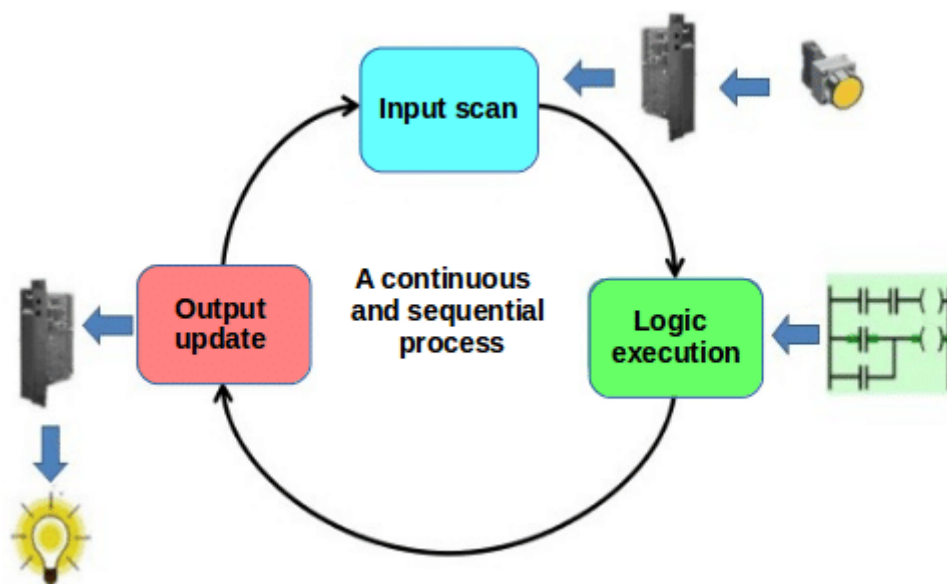 Input scan
A continuous
and sequential
process
Logic
execution
Output
update